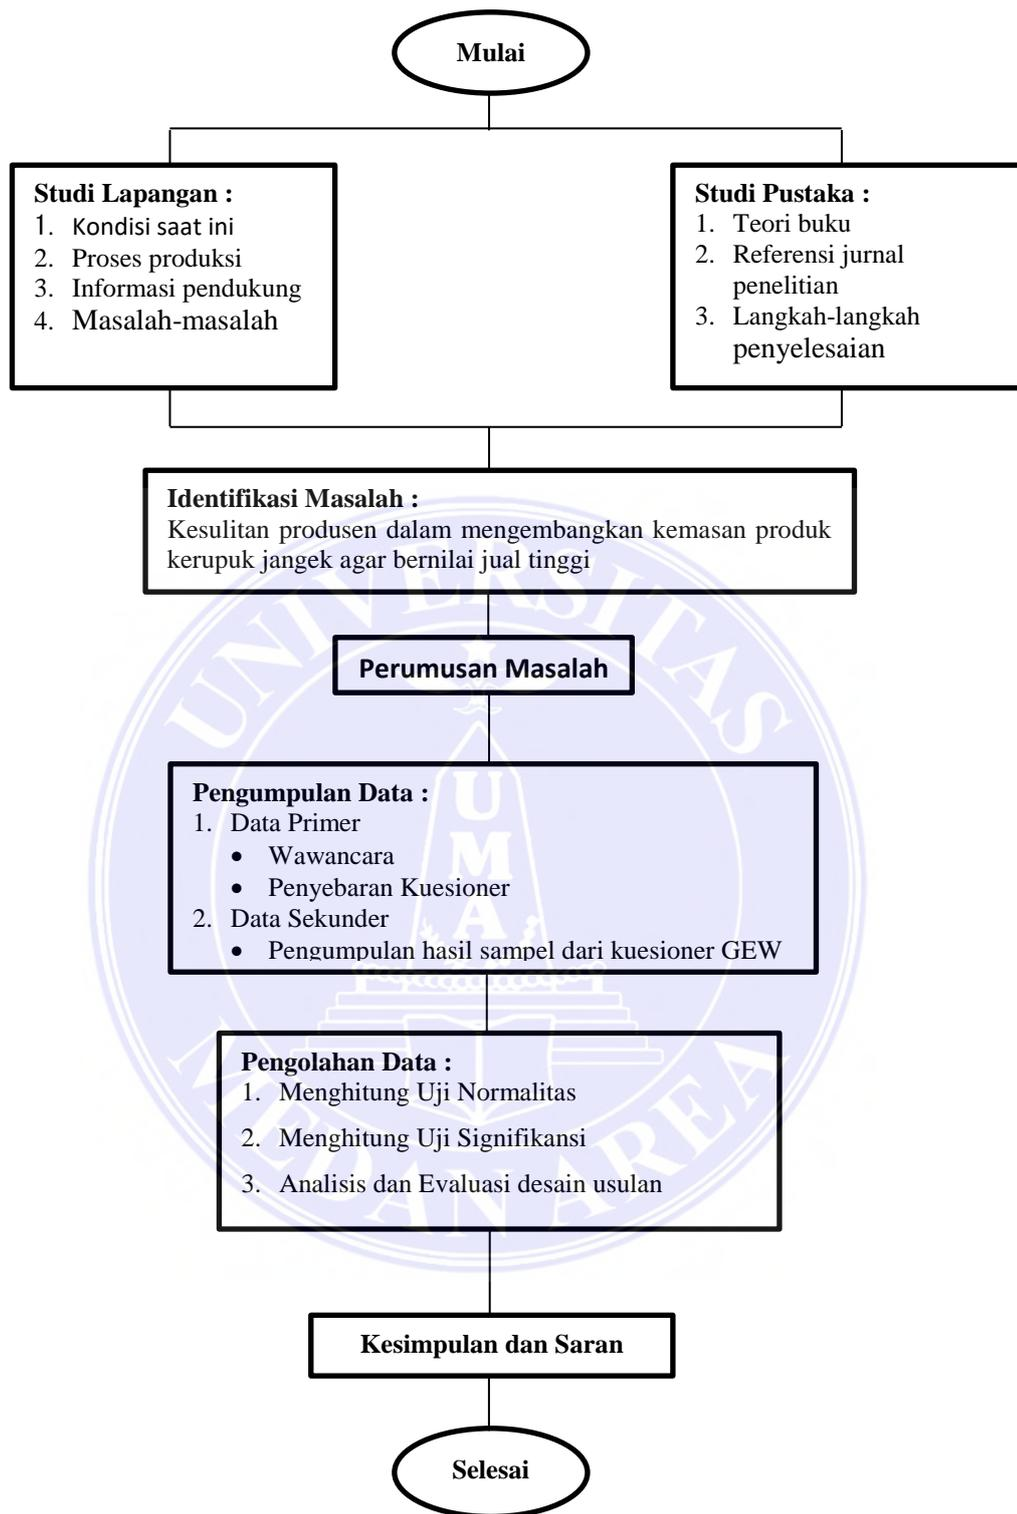 Mulai
Studi Lapangan :
1. Kondisi saat ini
2. Proses produksi
3. Informasi pendukung
4. Masalah-masalah
Studi Pustaka :
1. Teori buku
2. Referensi jurnal
penelitian
3. Langkah-langkah
penyelesaian
Identifikasi Masalah :
Kesulitan produsen dalam mengembangkan kemasan produk
kerupuk jangek agar bernilai jual tinggi
Perumusan Masalah
Pengumpulan Data :
1. Data Primer
• Wawancara
• Penyebaran Kuesioner
2. Data Sekunder
• Pengumpulan hasil sampel dari kuesioner GEW
Pengolahan Data :
1. Menghitung Uji Normalitas
2. Menghitung Uji Signifikansi
3. Analisis dan Evaluasi desain usulan
Kesimpulan dan Saran
Selesai
UNIVERSITAS
UMA
MEDAN AREA